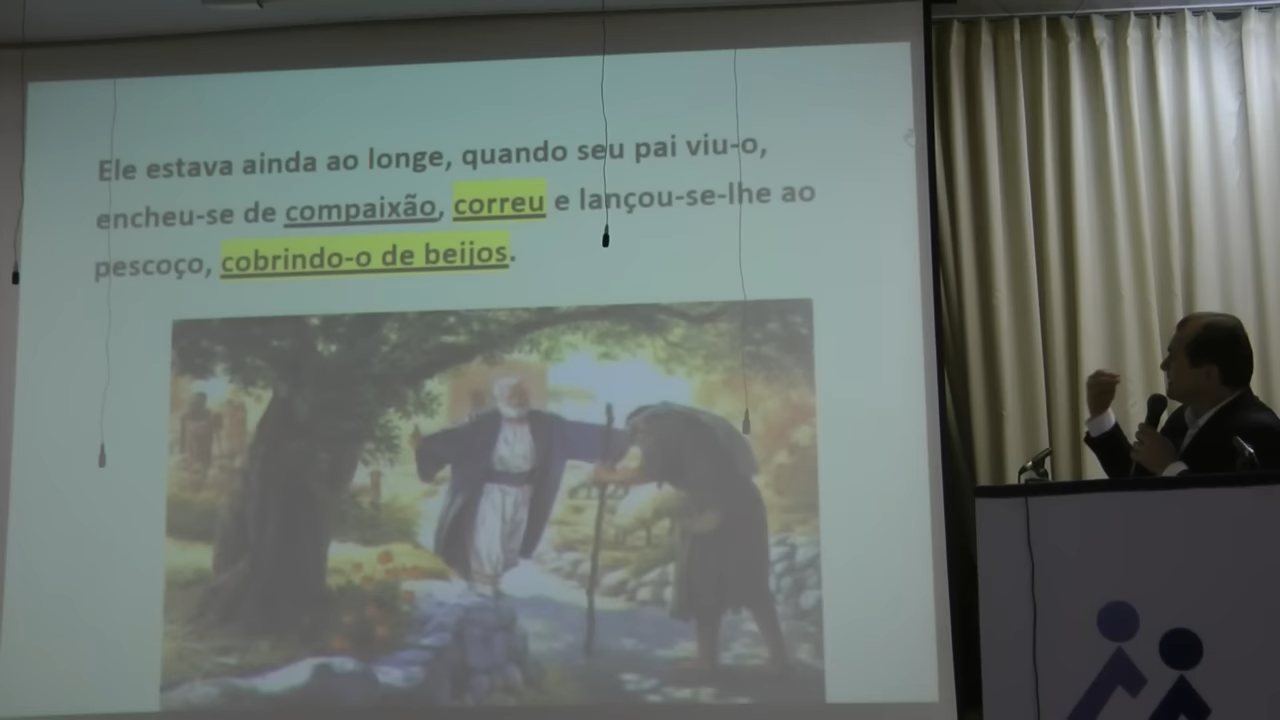 Ele estava ainda ao longe, quando seu pai viu-o,
encheu-se de compaixão, correu e lançou-se-lhe ao
pescoço, cobrindo-o de beijos.